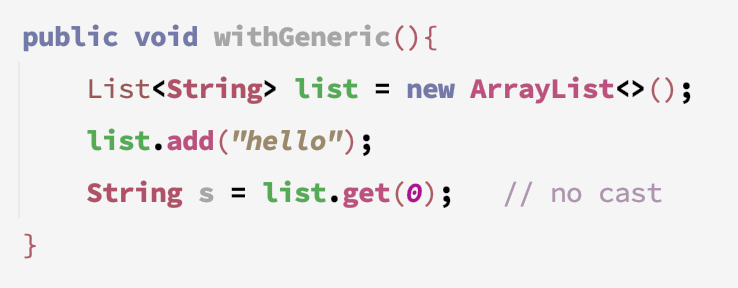 public void withGeneric(){
    List<String> list = new ArrayList<>();
    list.add("hello");
    String s = list.get(0);   // no cast
}